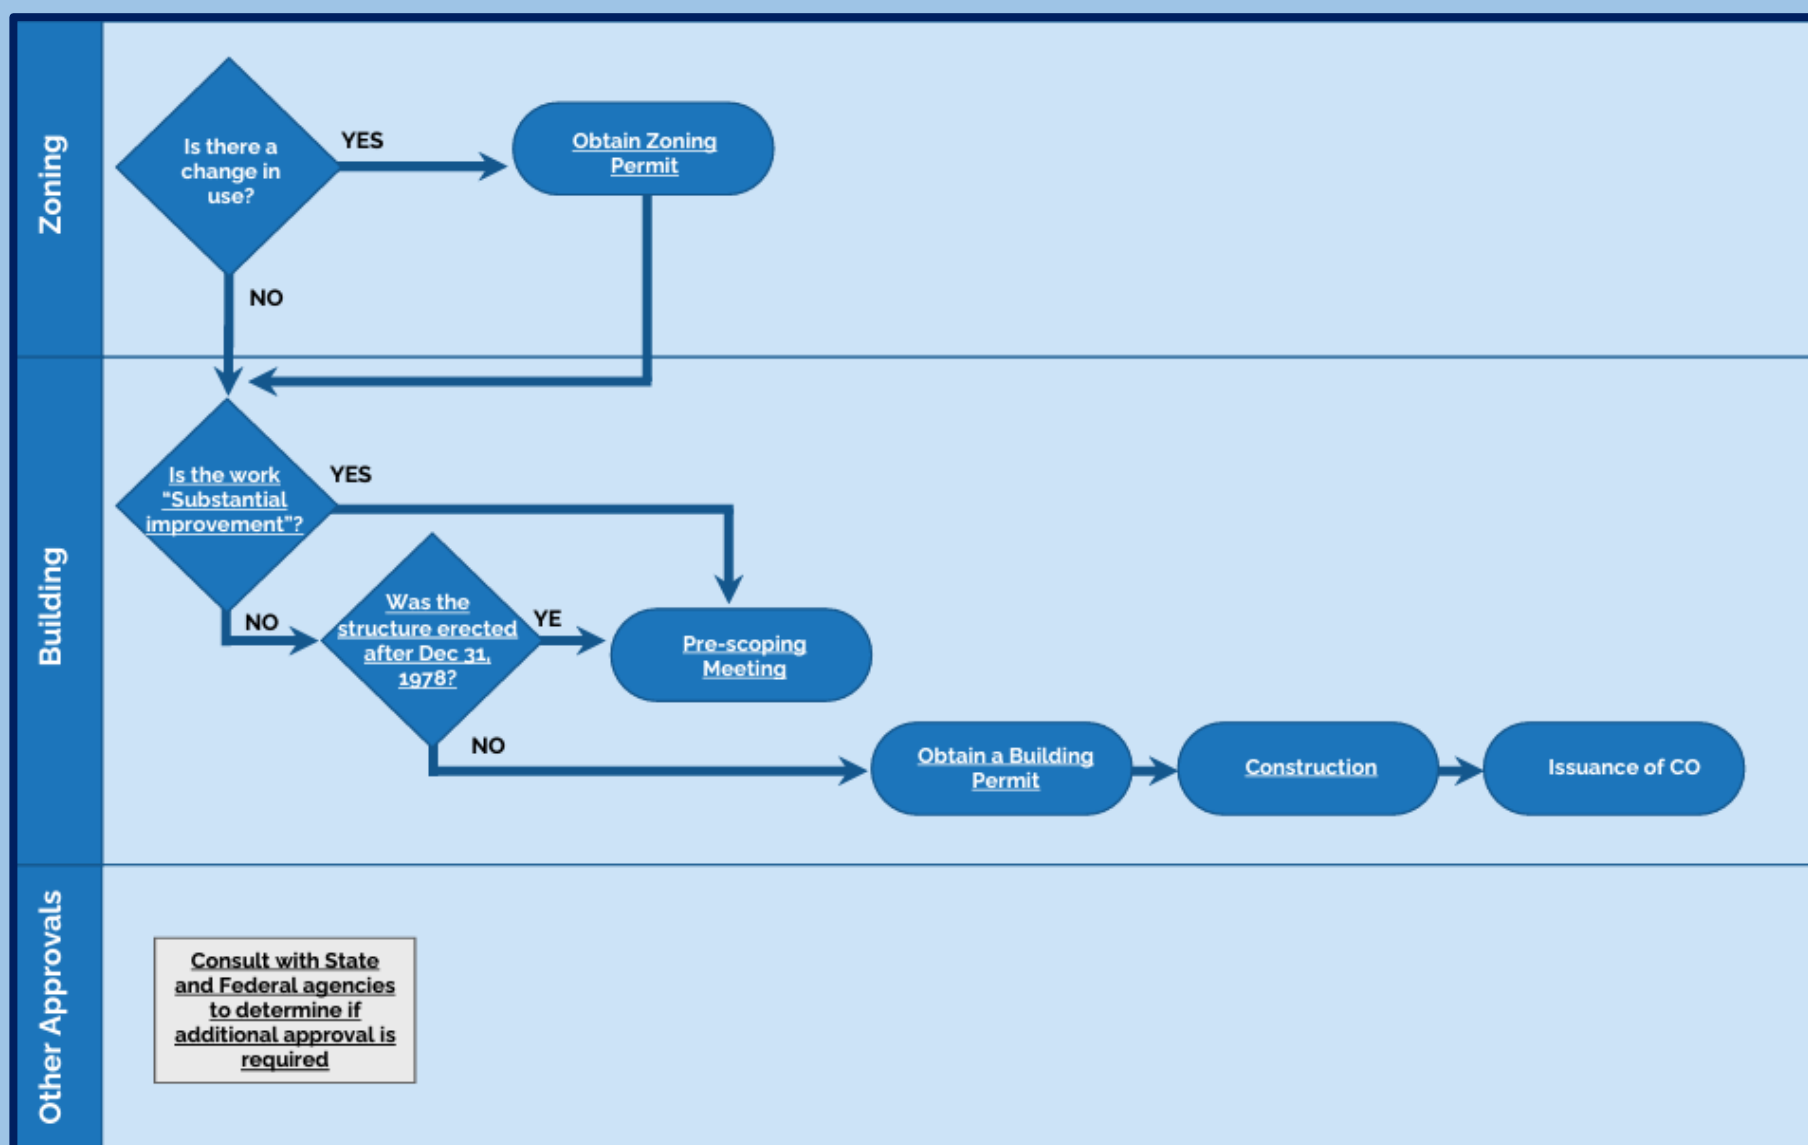 Zoning
Is there a
change in
use?
YES
Obtain Zoning
Permit
NO
Building
Is the work
"Substantial
improvement"?
YES
NO
Was the
structure erected
after Dec 31,
1978?
YE
Pre-scoping
Meeting
NO
Obtain a Building
Permit
Construction
Issuance of CO
Other Approvals
Consult with State
and Federal agencies
to determine if
additional approval is
required